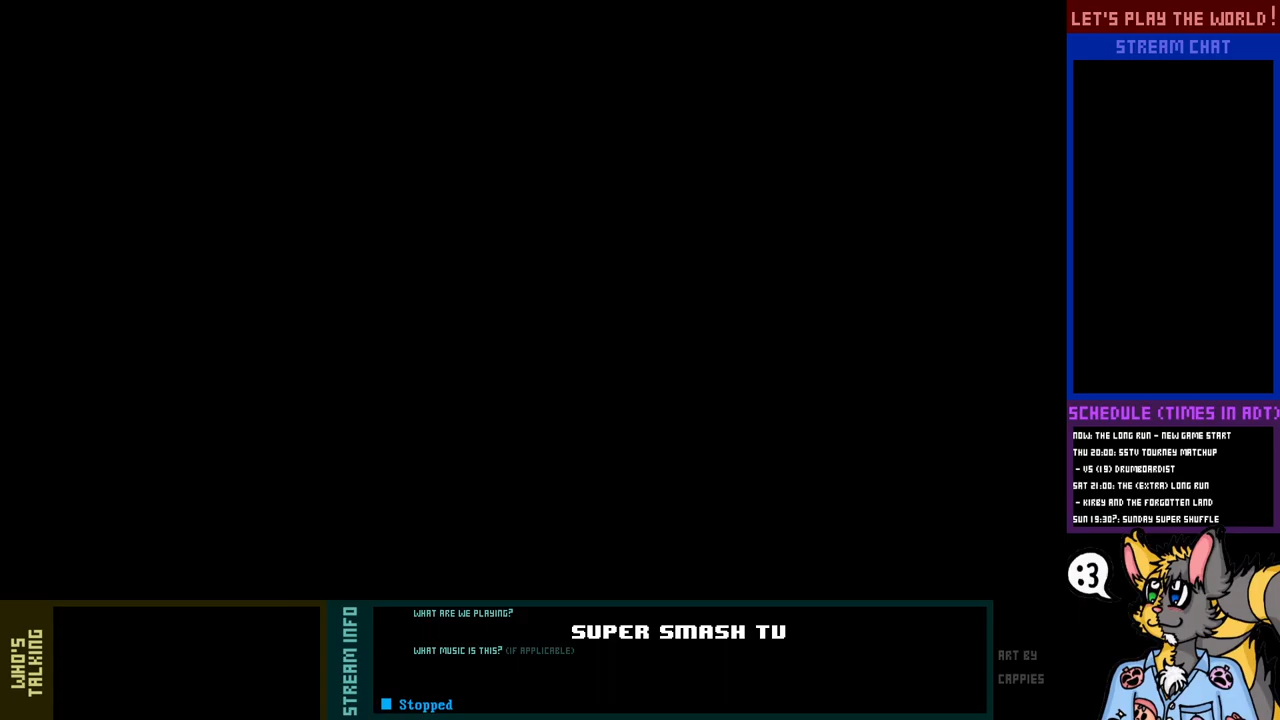 LET'S PLAY THE WORLD!
STREAM CHAT
SCHEDULE (TIMES IN ADT)
NOW: THE LONG RUN - NEW GAME START
THU 20:00: SSTV TOURNEY MATCHUP
- VS (19) DRUMBOARDIST
SAT 21:00: THE (EXTRA) LONG RUN
- KIRBY AND THE FORGOTTEN LAND
SUN 19:30?: SUNDAY SUPER SHUFFLE
:3
WHO'S
TALKING
STREAM INFO
WHAT ARE WE PLAYING?
SUPER SMASH TV
WHAT MUSIC IS THIS? (IF APPLICABLE)
Stopped
ART BY
CAPPIES